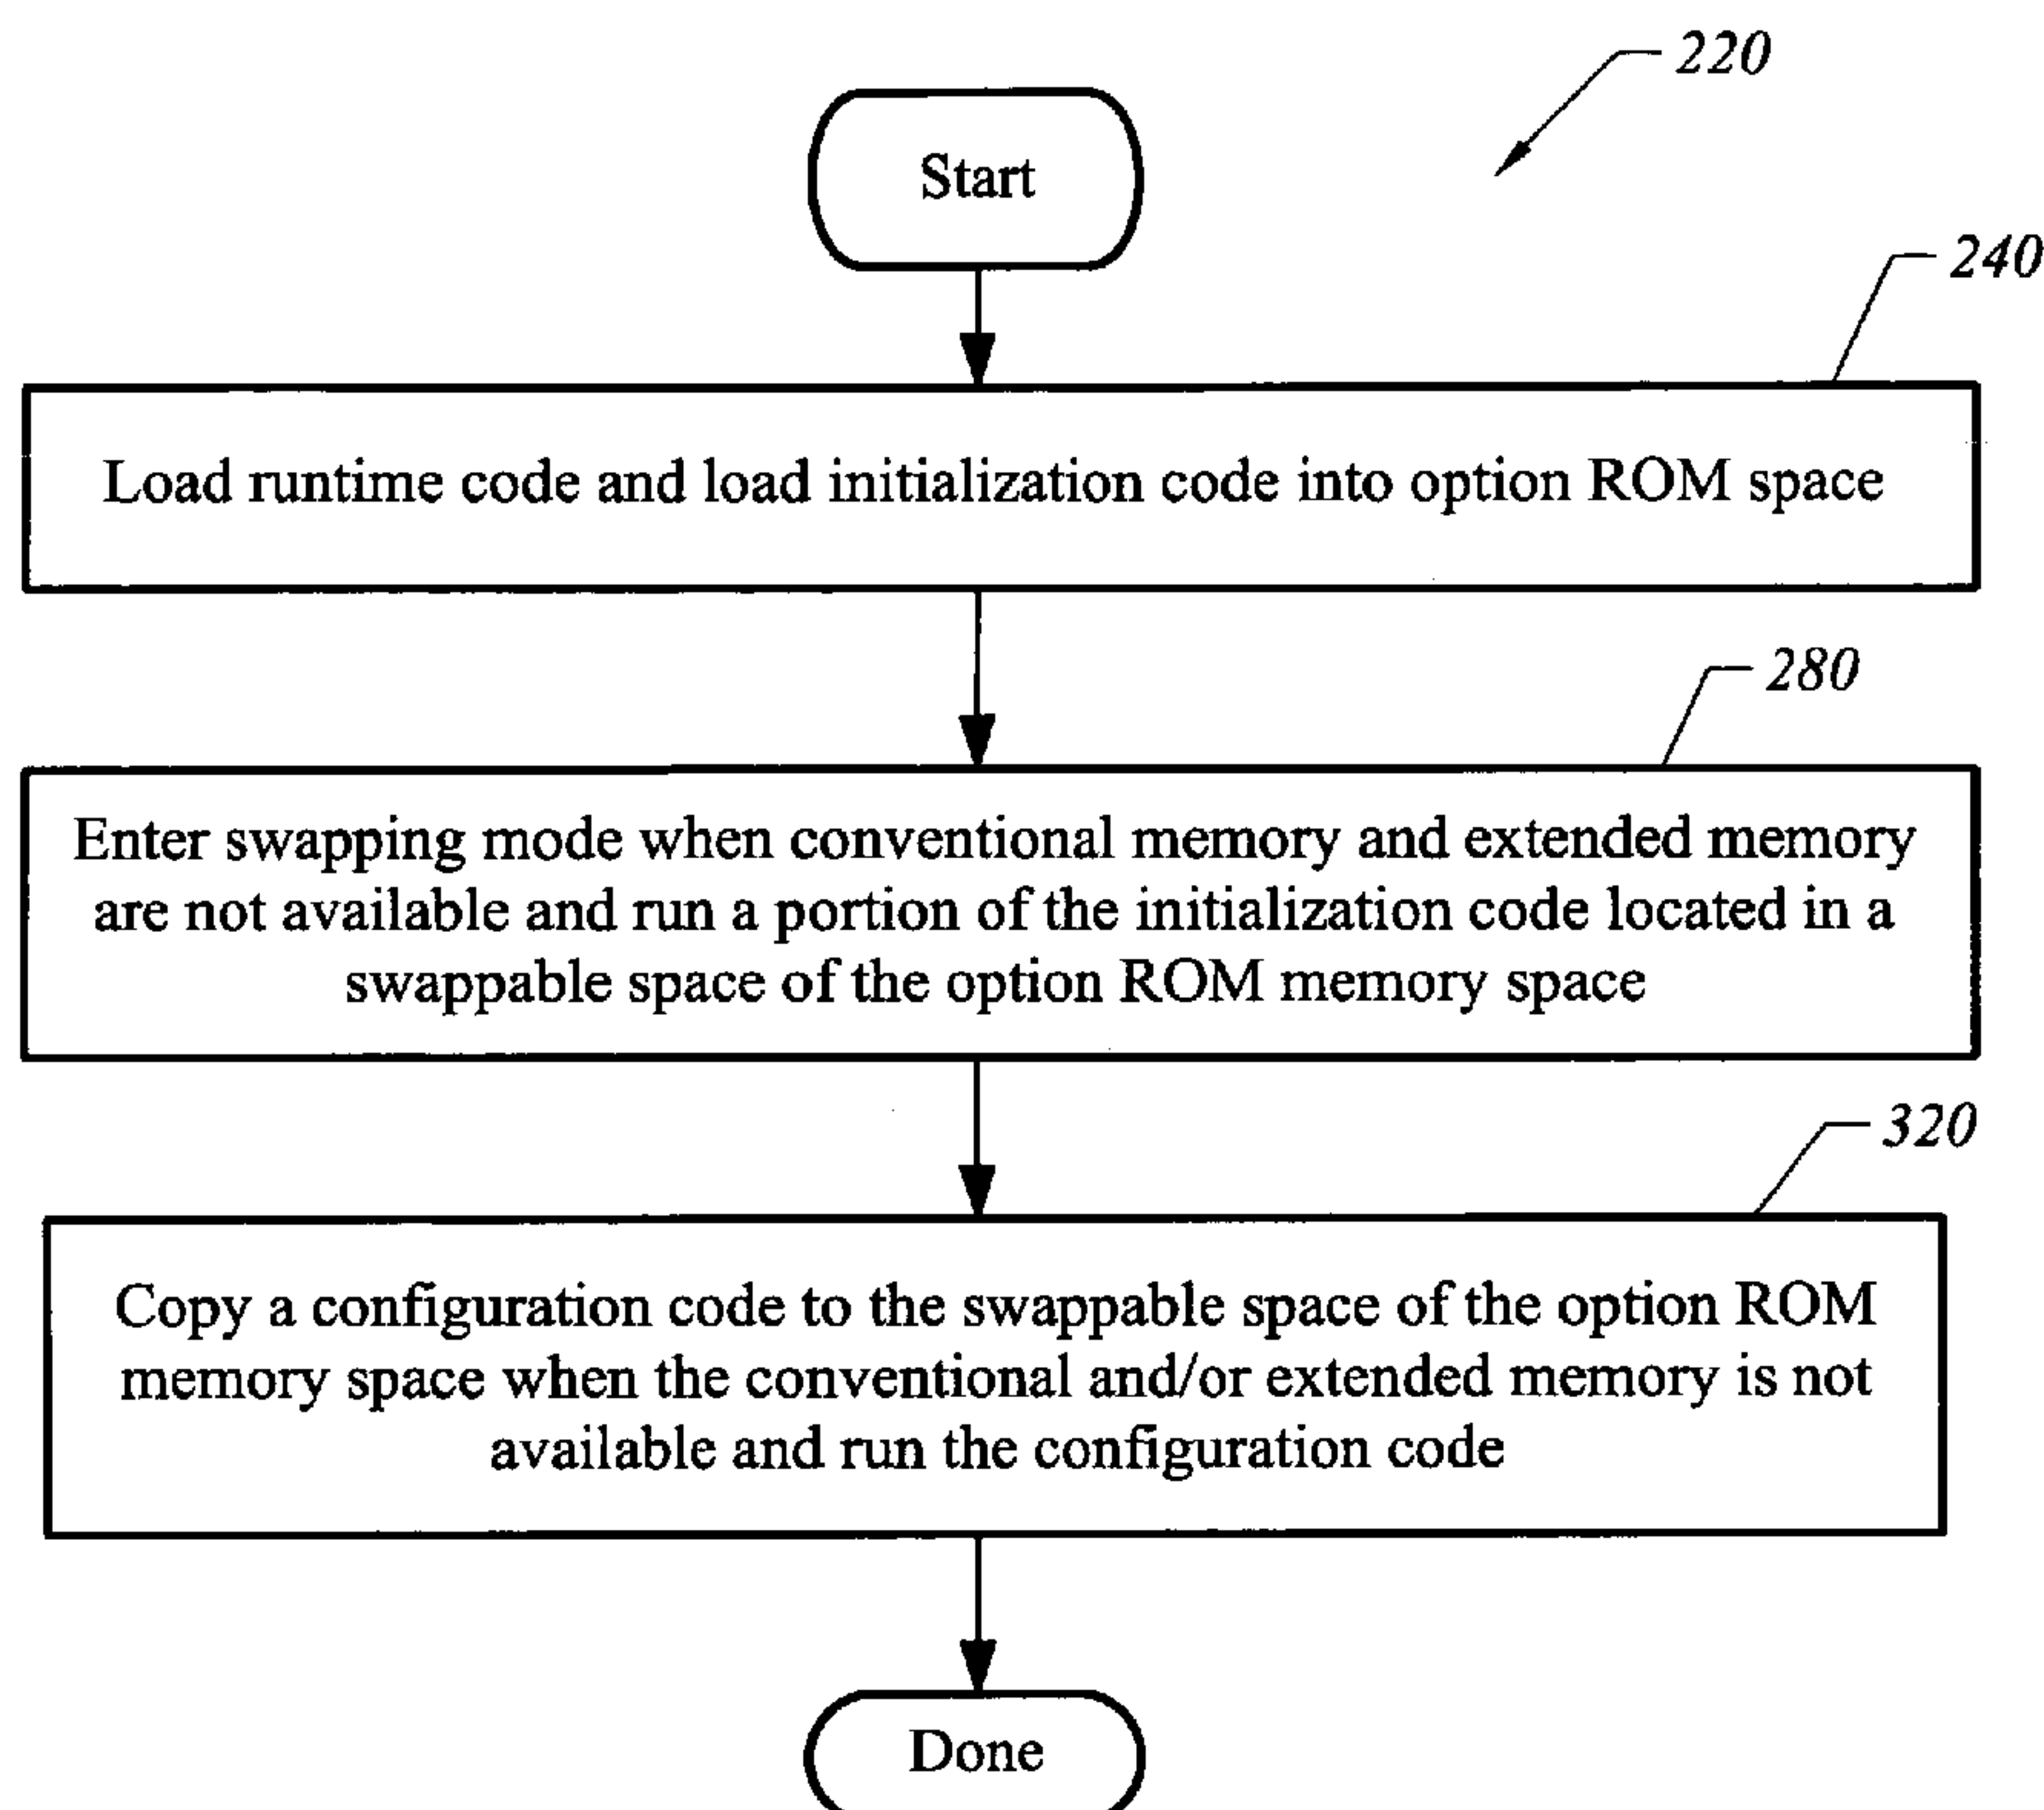 220
Start
240
Load runtime code and load initialization code into option ROM space
280
Enter swapping mode when conventional memory and extended memory
are not available and run a portion of the initialization code located in a
swappable space of the option ROM memory space
320
Copy a configuration code to the swappable space of the option ROM
memory space when the conventional and/or extended memory is not
available and run the configuration code
Done